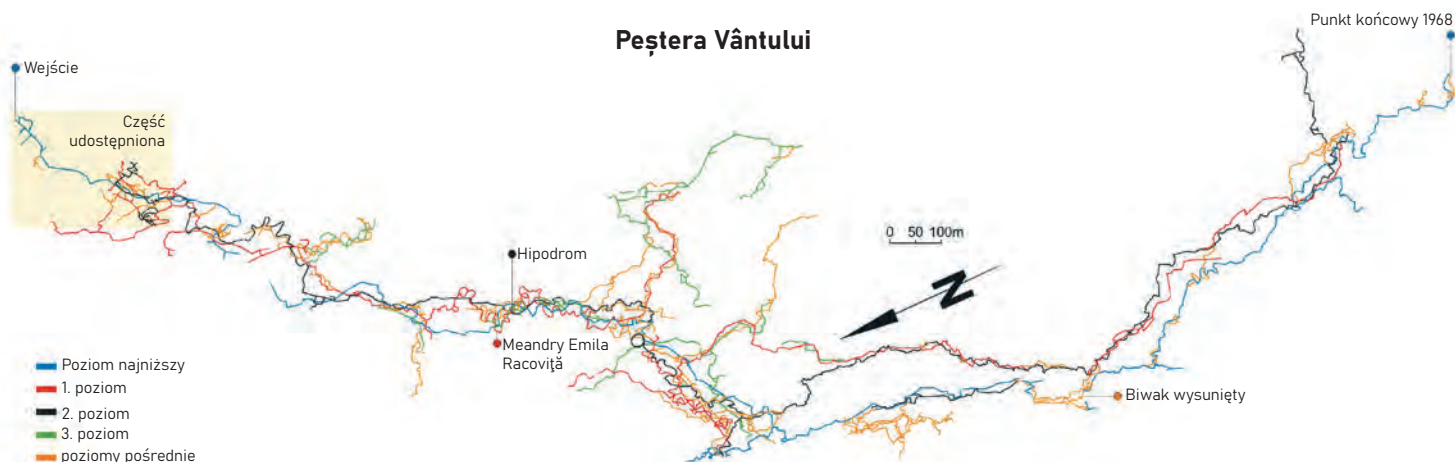 Peștera Vântului
Punkt końcowy 1968
Wejście
Część
udostępniona
Hipodrom
0 50 100m
N
Meandry Emila
Racoviţă
Biwak wysunięty
Poziom najniższy
1. poziom
2. poziom
3. poziom
poziomy pośrednie